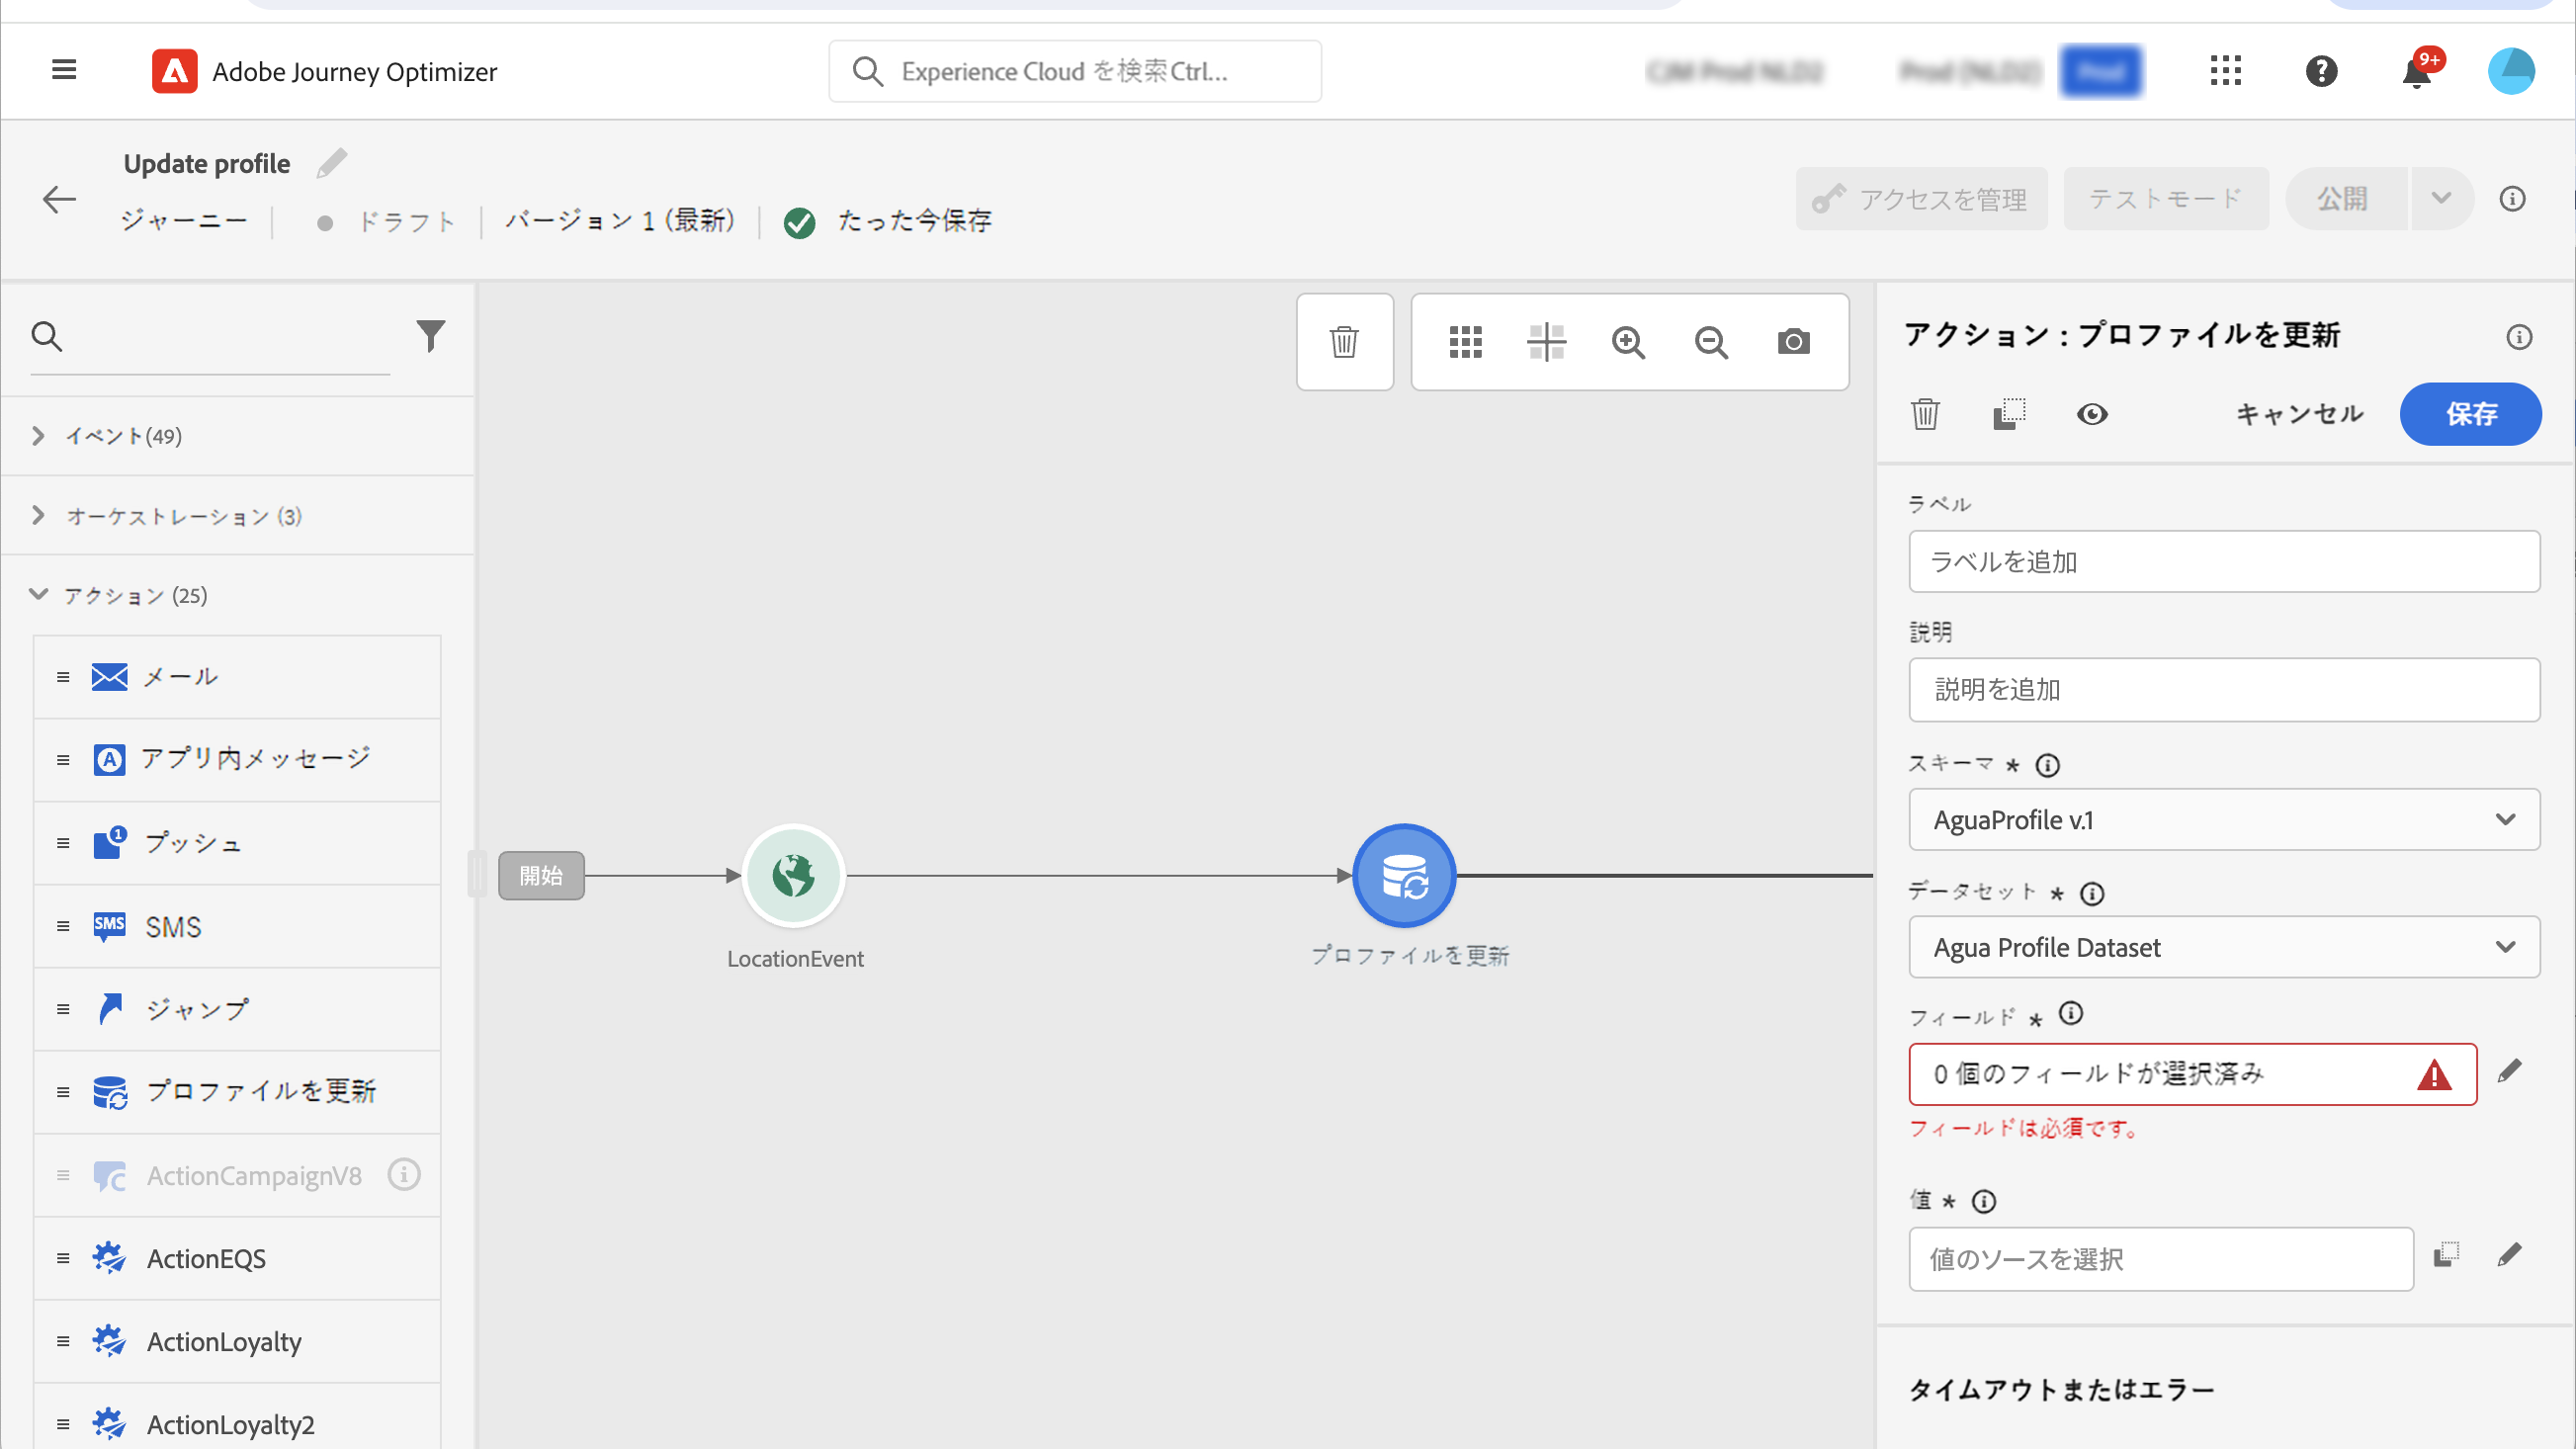 Adobe Journey Optimizer
Experience Cloud を検索Ctrl...
9+
Update profile
ジャーニー
ドラフト
バージョン 1 (最新)
たった今保存
アクセスを管理
テストモード
公開
イベント(49)
オーケストレーション (3)
アクション (25)
メール
アプリ内メッセージ
1
プッシュ
SMS
SMS
ジャンプ
プロファイルを更新
ActionCampaignV8
ActionEQS
ActionLoyalty
ActionLoyalty2
開始
LocationEvent
プロファイルを更新
アクション : プロファイルを更新
キャンセル
保存
ラベル
ラベルを追加
説明
説明を追加
スキーマ *
AguaProfile v.1
データセット *
Agua Profile Dataset
フィールド *
0 個のフィールドが選択済み
フィールドは必須です。
値 *
値のソースを選択
タイムアウトまたはエラー